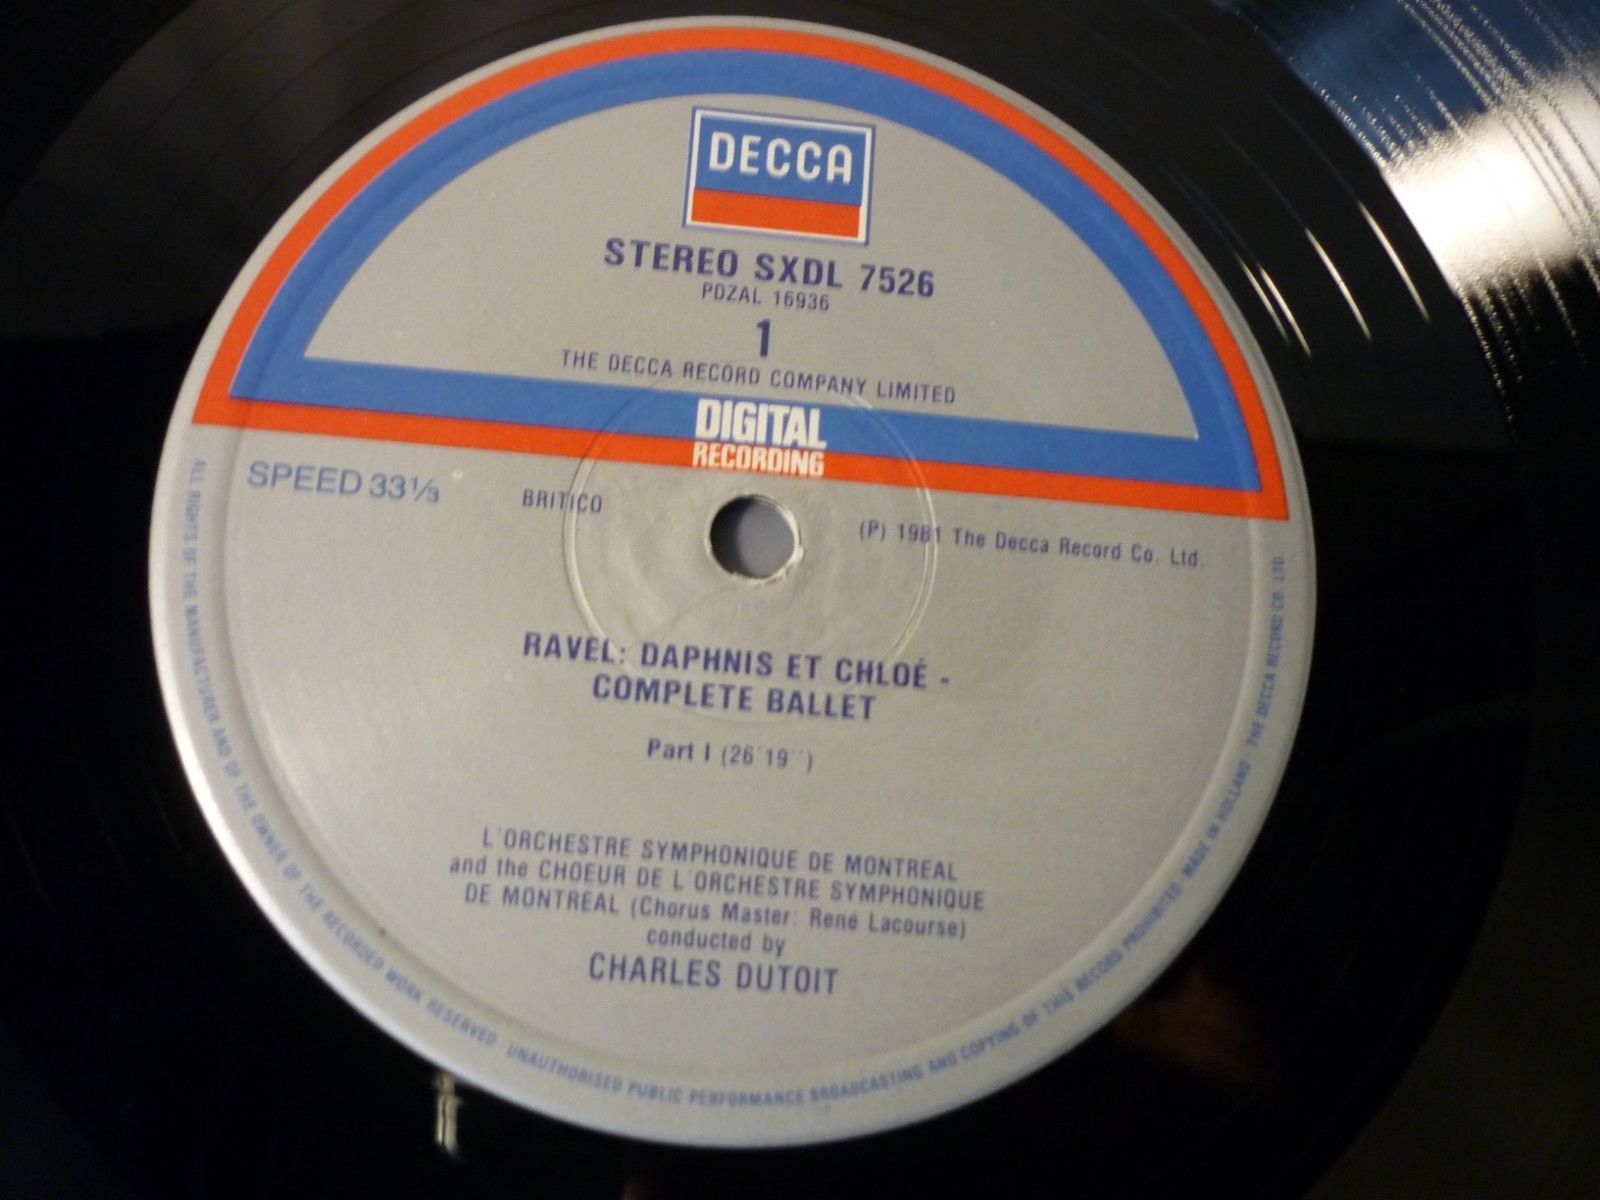 DECCA
STEREO SXDL 7526
PDZAL 16936
1
THE DECCA RECORD COMPANY LIMITED
DIGITAL
RECORDING
SPEED 33⅓
BRITICO
(P) 1981 The Decca Record Co. Ltd.
RAVEL: DAPHNIS ET CHLOÉ -
COMPLETE BALLET
Part I (26'19'')
L'ORCHESTRE SYMPHONIQUE DE MONTREAL
and the CHOEUR DE L'ORCHESTRE SYMPHONIQUE
DE MONTREAL (Chorus Master: René Lacourse)
conducted by
CHARLES DUTOIT
ALL RIGHTS OF THE MANUFACTURER AND OF THE OWNER OF THE RECORDED WORK RESERVED · UNAUTHORISED PUBLIC PERFORMANCE BROADCASTING AND COPYING OF THIS RECORD PROHIBITED · MADE IN HOLLAND THE DECCA RECORD CO LTD.